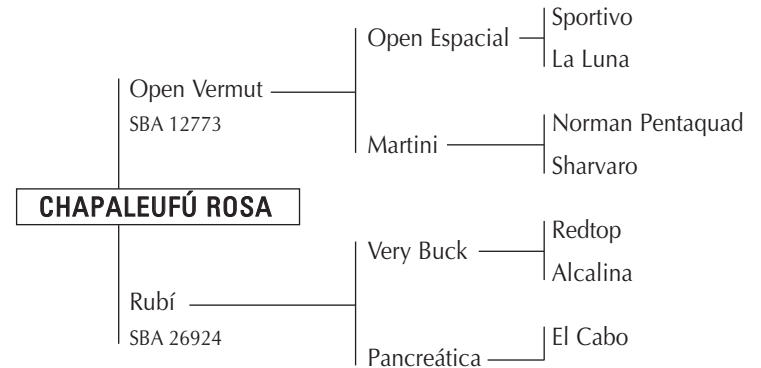 Sportivo
Open Espacial
La Luna
Open Vermut
SBA 12773
Norman Pentaquad
Martini
Sharvaro
CHAPALEUFÚ ROSA
Redtop
Very Buck
Alcalina
Rubí
SBA 26924
El Cabo
Pancreática